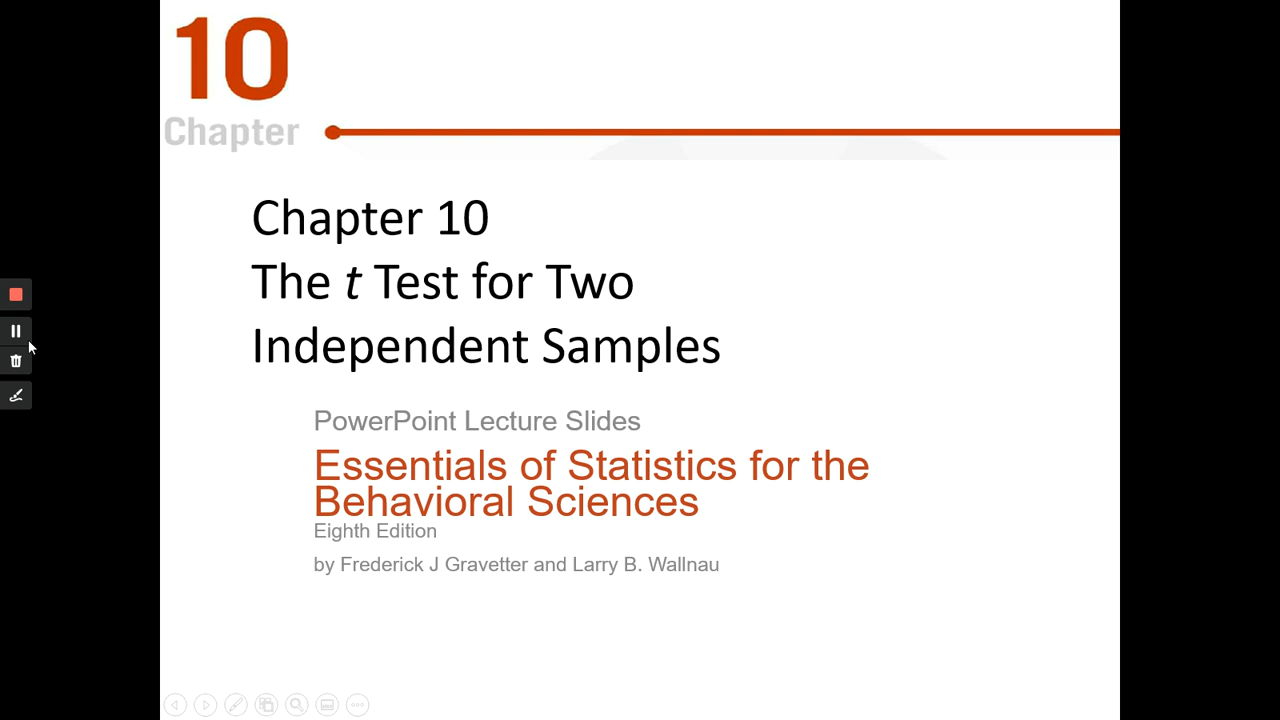 10
Chapter
Chapter 10
The t Test for Two
Independent Samples
PowerPoint Lecture Slides
Essentials of Statistics for the
Behavioral Sciences
Eighth Edition
by Frederick J Gravetter and Larry B. Wallnau